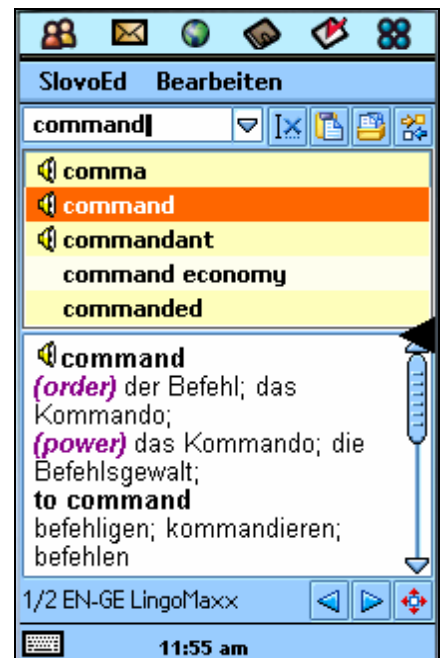 SlovoEd Bearbeiten
command
comma
command
commandant
command economy
commanded
command
(order) der Befehl; das
Kommando;
(power) das Kommando; die
Befehlsgewalt;
to command
befehligen; kommandieren;
befehlen
1/2 EN-GE LingoMaxx
11:55 am